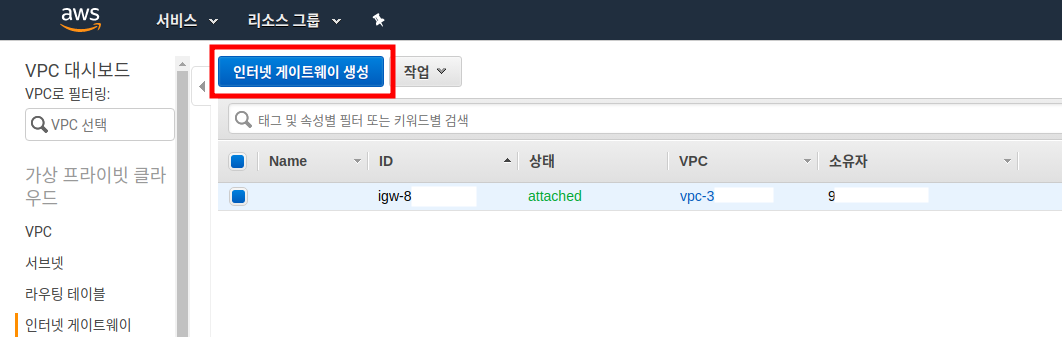 aws 서비스 리소스 그룹
VPC 대시보드
VPC로 필터링:
VPC 선택
가상 프라이빗 클라
우드
VPC
서브넷
라우팅 테이블
인터넷 게이트웨이
인터넷 게이트웨이 생성 작업
태그 및 속성별 필터 또는 키워드별 검색
Name ID 상태 VPC 소유자
igw-8 attached vpc-3 9